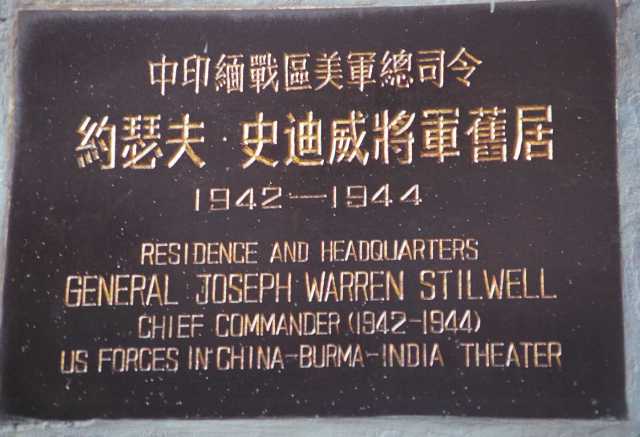 中印緬戰區美軍總司令
約瑟夫·史迪威將軍舊居
1942—1944
RESIDENCE AND HEADQUARTERS
GENERAL JOSEPH WARREN STILWELL
CHIEF COMMANDER (1942-1944)
US FORCES IN CHINA-BURMA-INDIA THEATER